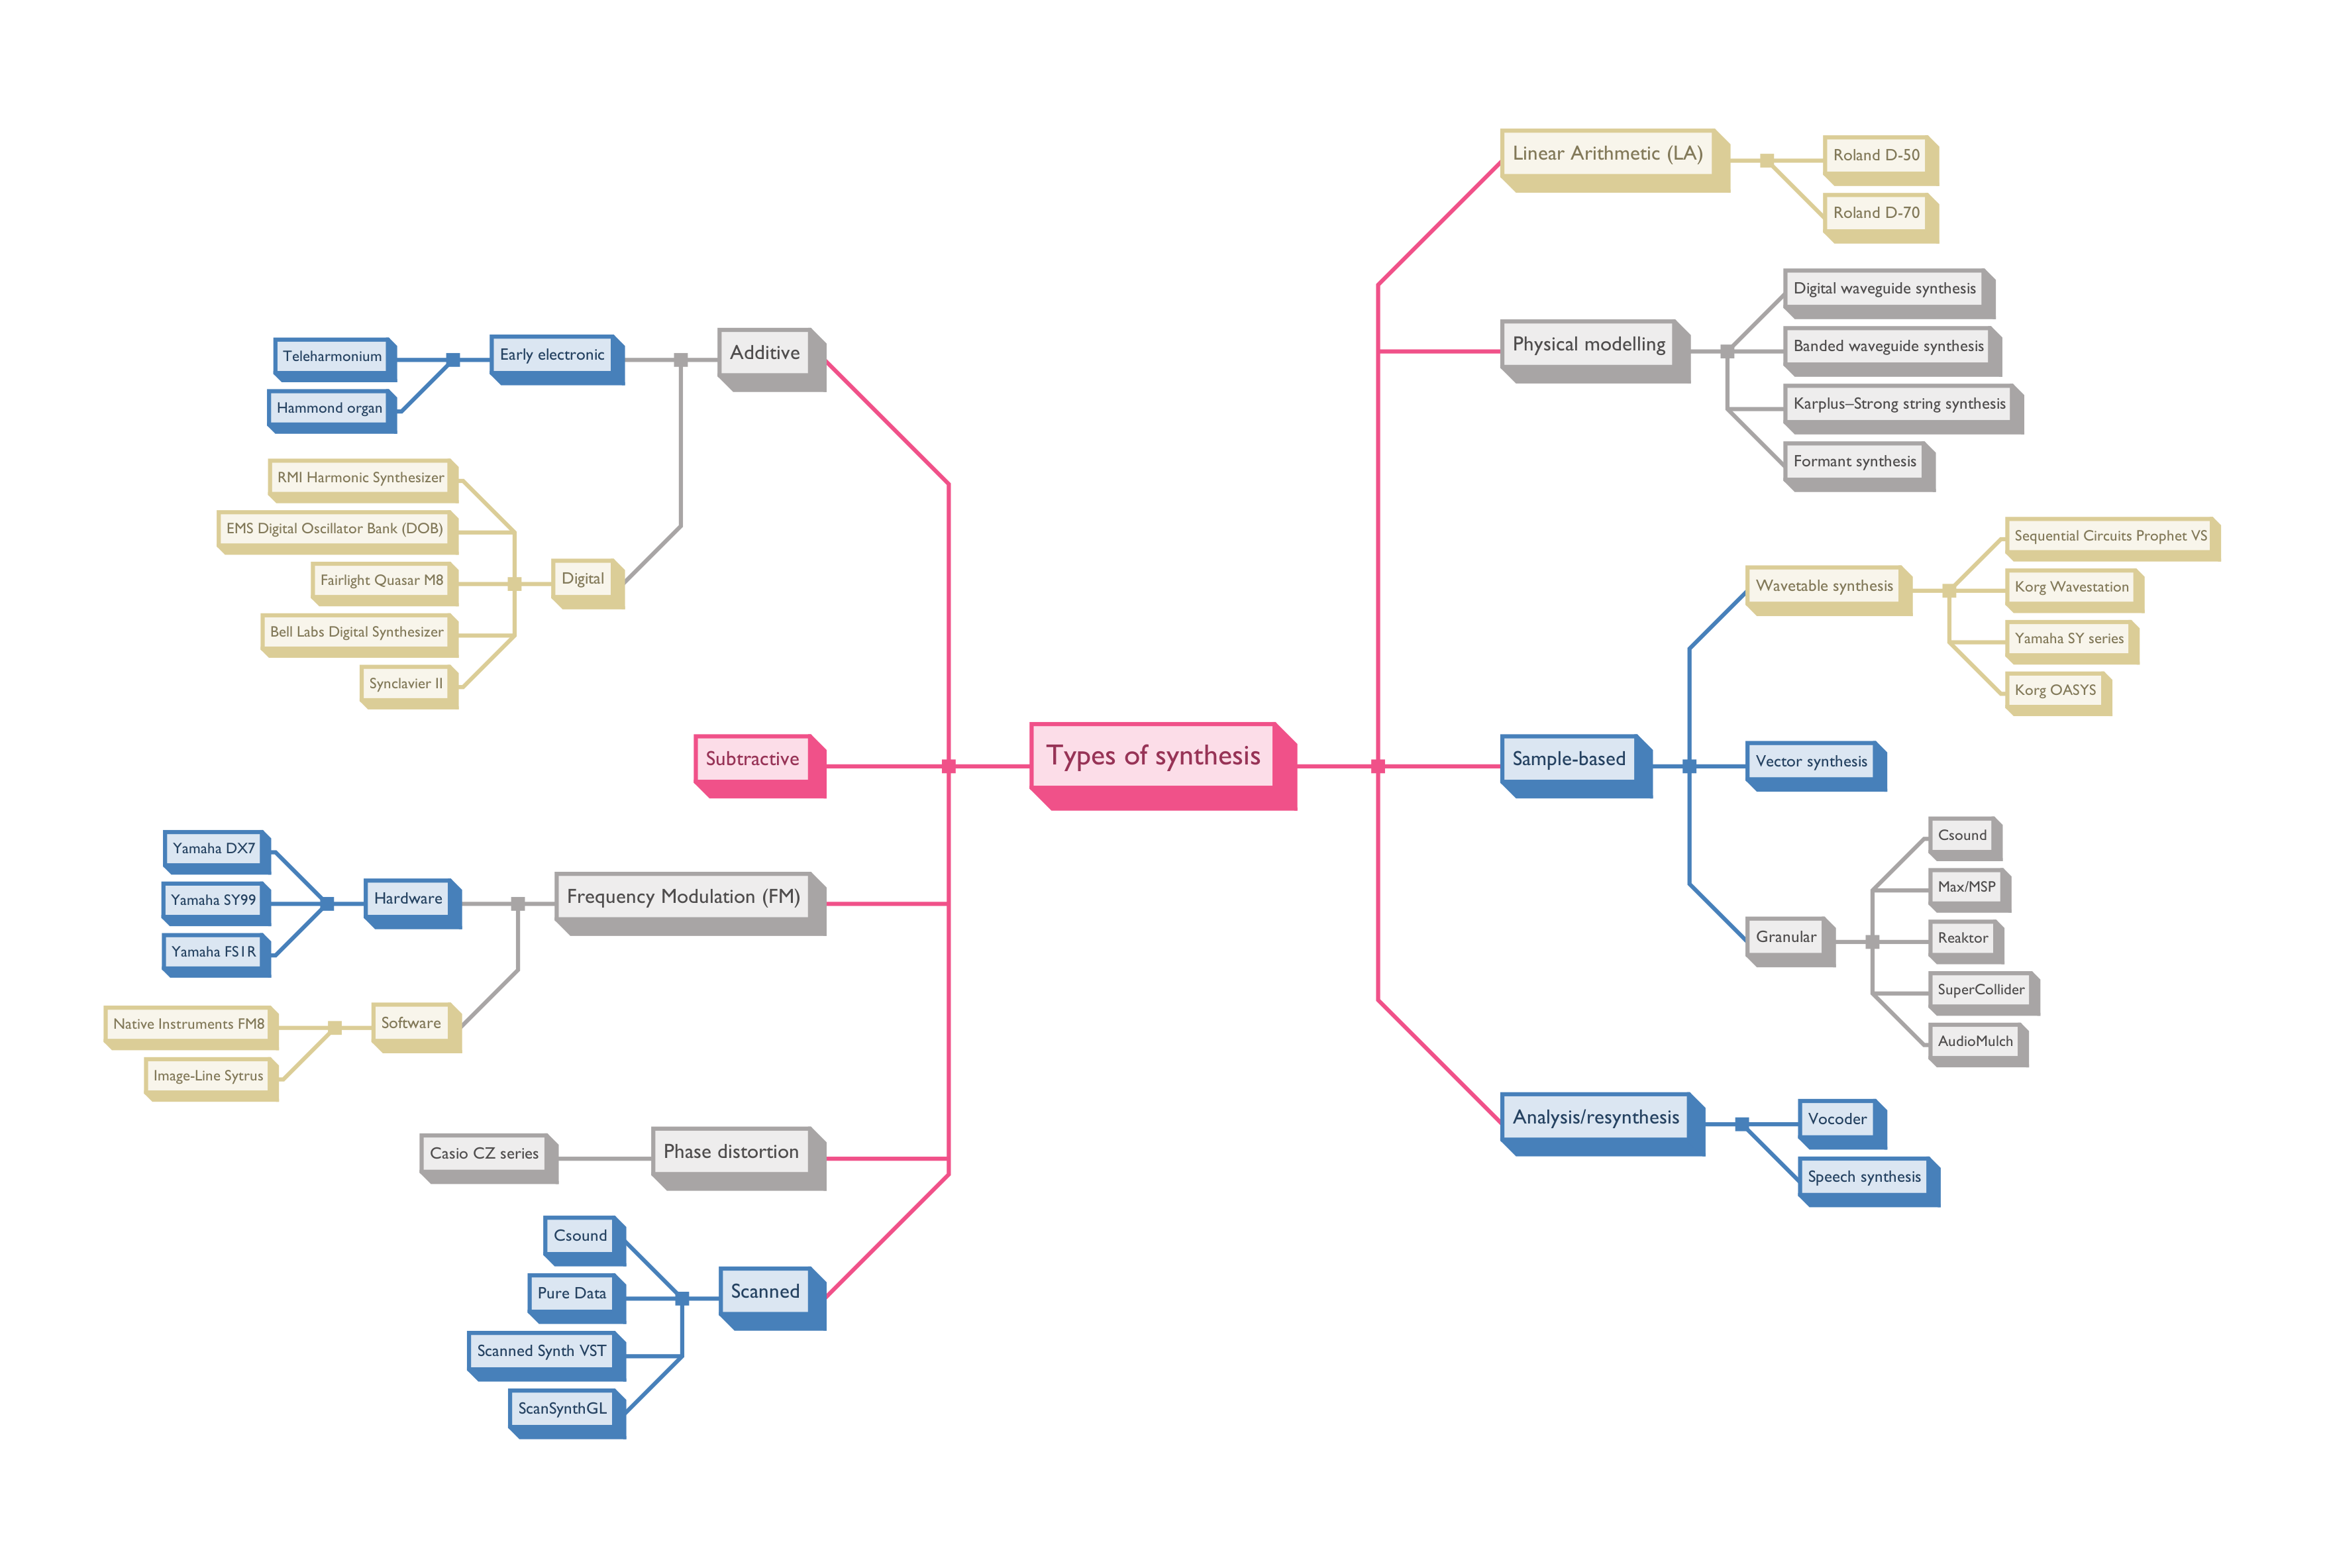 Types of synthesis
Additive
Early electronic
Teleharmonium
Hammond organ
Digital
RMI Harmonic Synthesizer
EMS Digital Oscillator Bank (DOB)
Fairlight Quasar M8
Bell Labs Digital Synthesizer
Synclavier II
Subtractive
Frequency Modulation (FM)
Hardware
Yamaha DX7
Yamaha SY99
Yamaha FS1R
Software
Native Instruments FM8
Image-Line Sytrus
Phase distortion
Casio CZ series
Scanned
Csound
Pure Data
Scanned Synth VST
ScanSynthGL
Linear Arithmetic (LA)
Roland D-50
Roland D-70
Physical modelling
Digital waveguide synthesis
Banded waveguide synthesis
Karplus–Strong string synthesis
Formant synthesis
Sample-based
Wavetable synthesis
Sequential Circuits Prophet VS
Korg Wavestation
Yamaha SY series
Korg OASYS
Vector synthesis
Granular
Csound
Max/MSP
Reaktor
SuperCollider
AudioMulch
Analysis/resynthesis
Vocoder
Speech synthesis